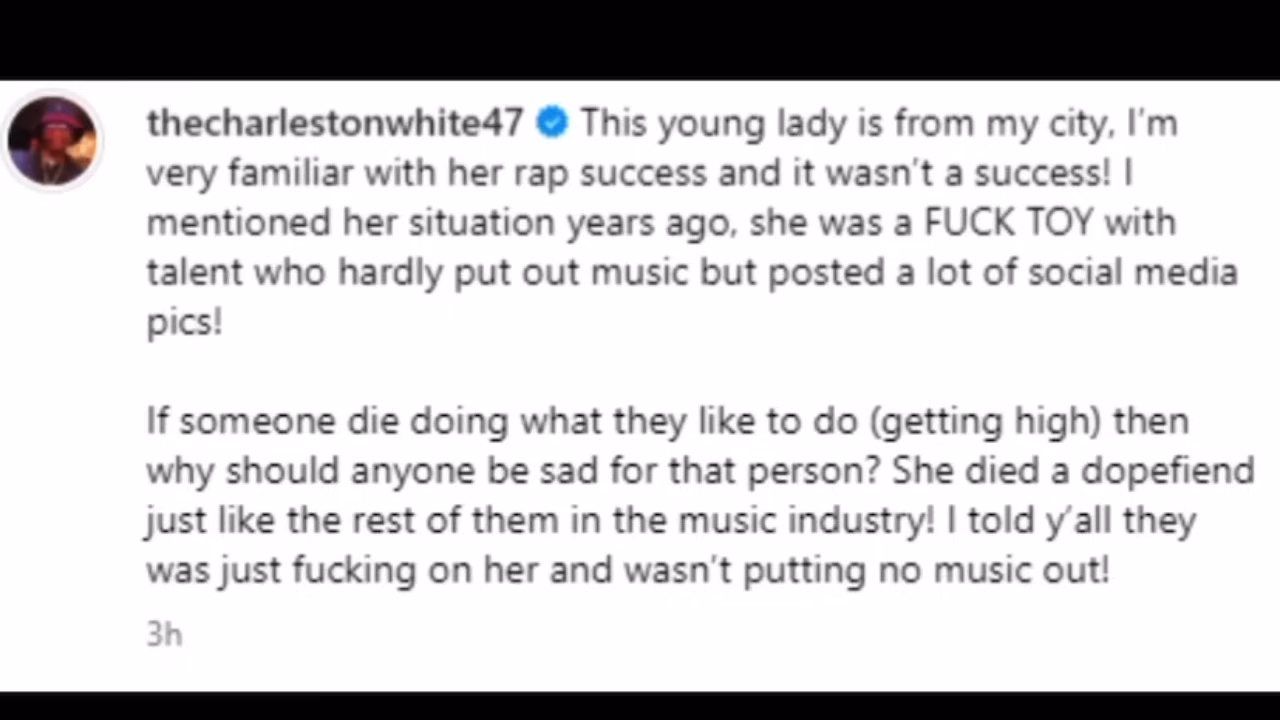 thecharlestonwhite47 This young lady is from my city, I'm
very familiar with her rap success and it wasn't a success! I
mentioned her situation years ago, she was a FUCK TOY with
talent who hardly put out music but posted a lot of social media
pics!
If someone die doing what they like to do (getting high) then
why should anyone be sad for that person? She died a dopefiend
just like the rest of them in the music industry! I told y'all they
was just fucking on her and wasn't putting no music out!
3h